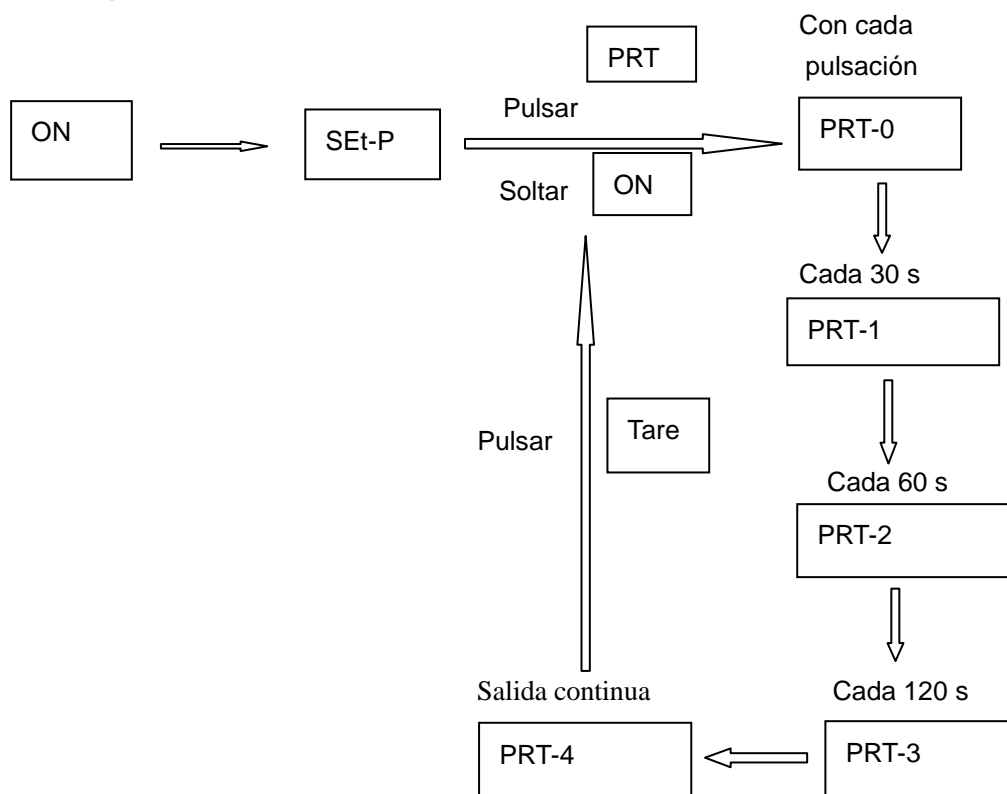 Con cada
pulsación
PRT
ON
SEt-P
Pulsar
PRT-0
Soltar
ON
Cada 30 s
PRT-1
Pulsar
Tare
Cada 60 s
PRT-2
Salida continua
Cada 120 s
PRT-4
PRT-3